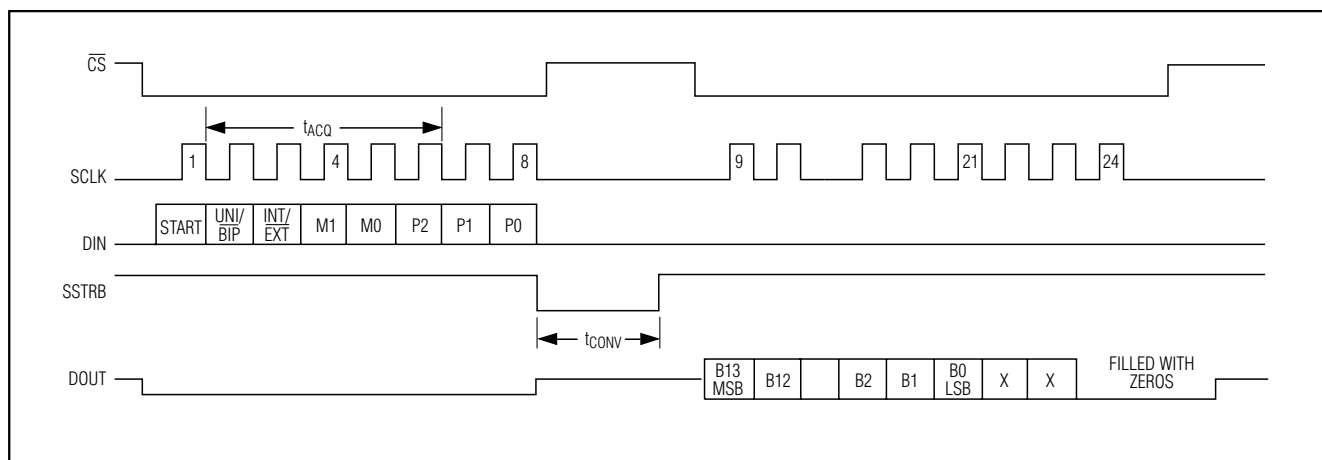 CS
tACQ
1 4 8 9 21 24
SCLK
START UNI/BIP INT/EXT M1 M0 P2 P1 P0
DIN
SSTRB
tCONV
DOUT
B13 MSB B12 B2 B1 B0 LSB X X FILLED WITH ZEROS